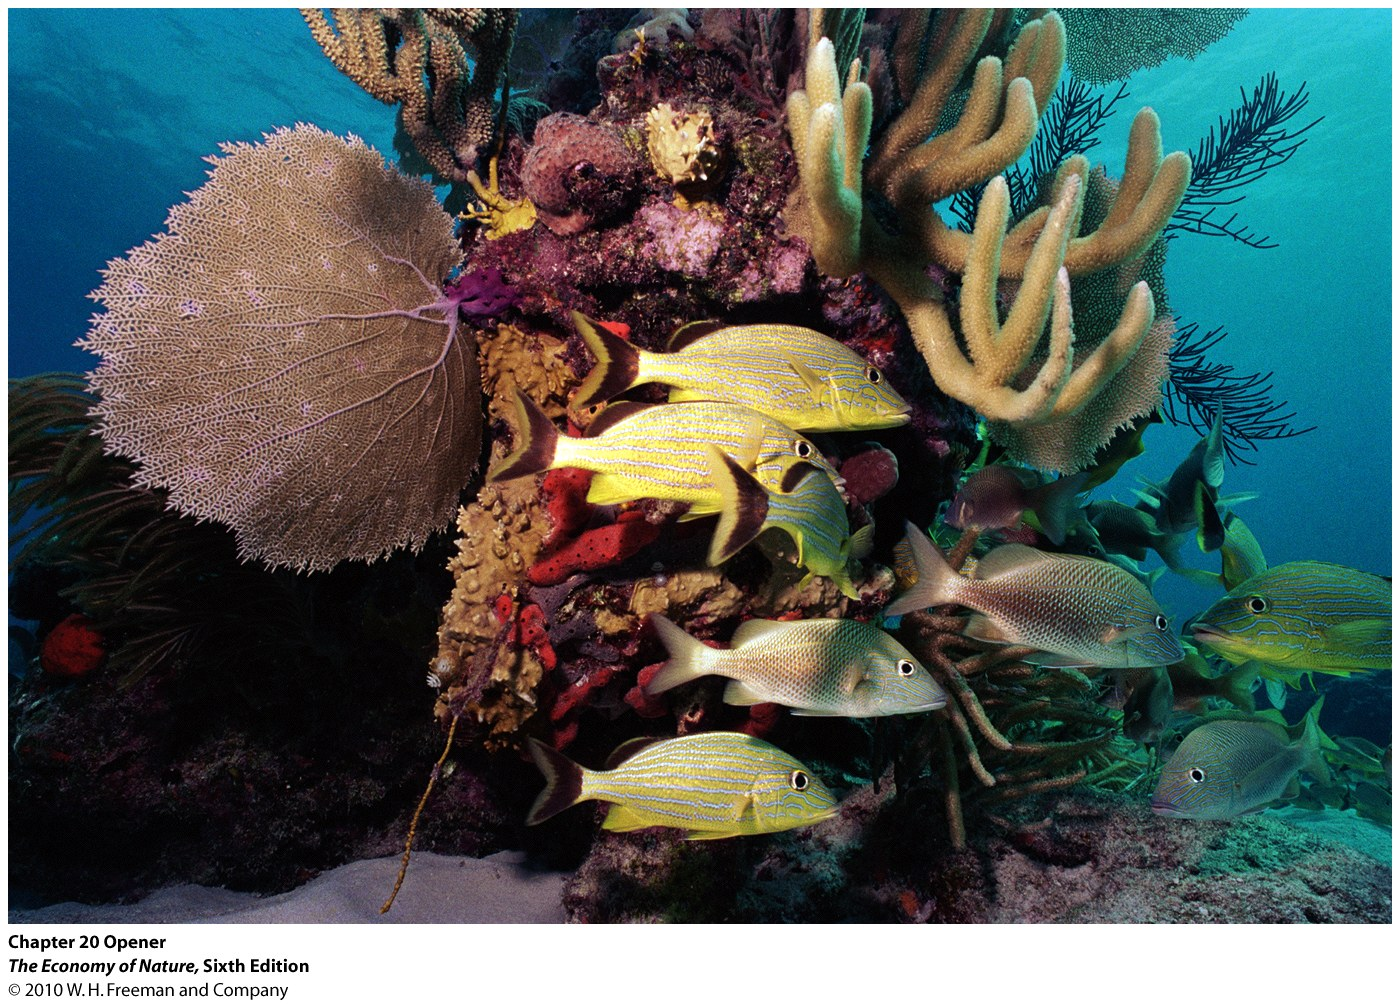 Chapter 20 Opener
The Economy of Nature, Sixth Edition
© 2010 W. H. Freeman and Company